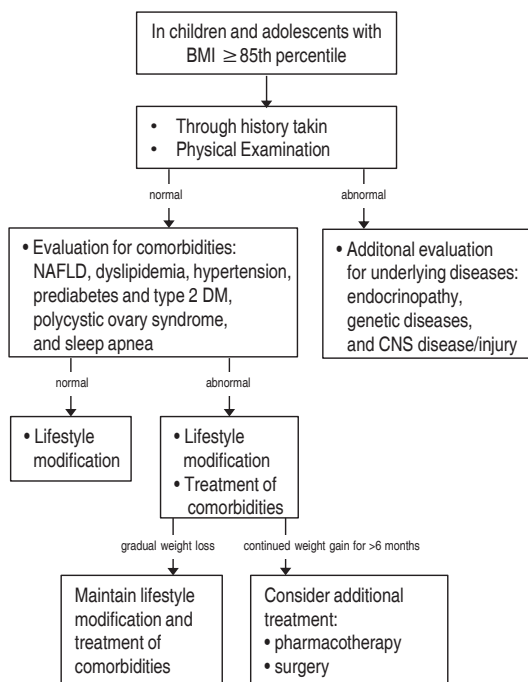 In children and adolescents with
BMI ≥ 85th percentile
• Through history takin
• Physical Examination
normal
abnormal
• Evaluation for comorbidities:
NAFLD, dyslipidemia, hypertension,
prediabetes and type 2 DM,
polycystic ovary syndrome,
and sleep apnea
• Additonal evaluation
for underlying diseases:
endocrinopathy,
genetic diseases,
and CNS disease/injury
normal
abnormal
• Lifestyle
modification
• Lifestyle
modification
• Treatment of
comorbidities
gradual weight loss
continued weight gain for >6 months
Maintain lifestyle
modification and
treatment of
comorbidities
Consider additional
treatment:
• pharmacotherapy
• surgery